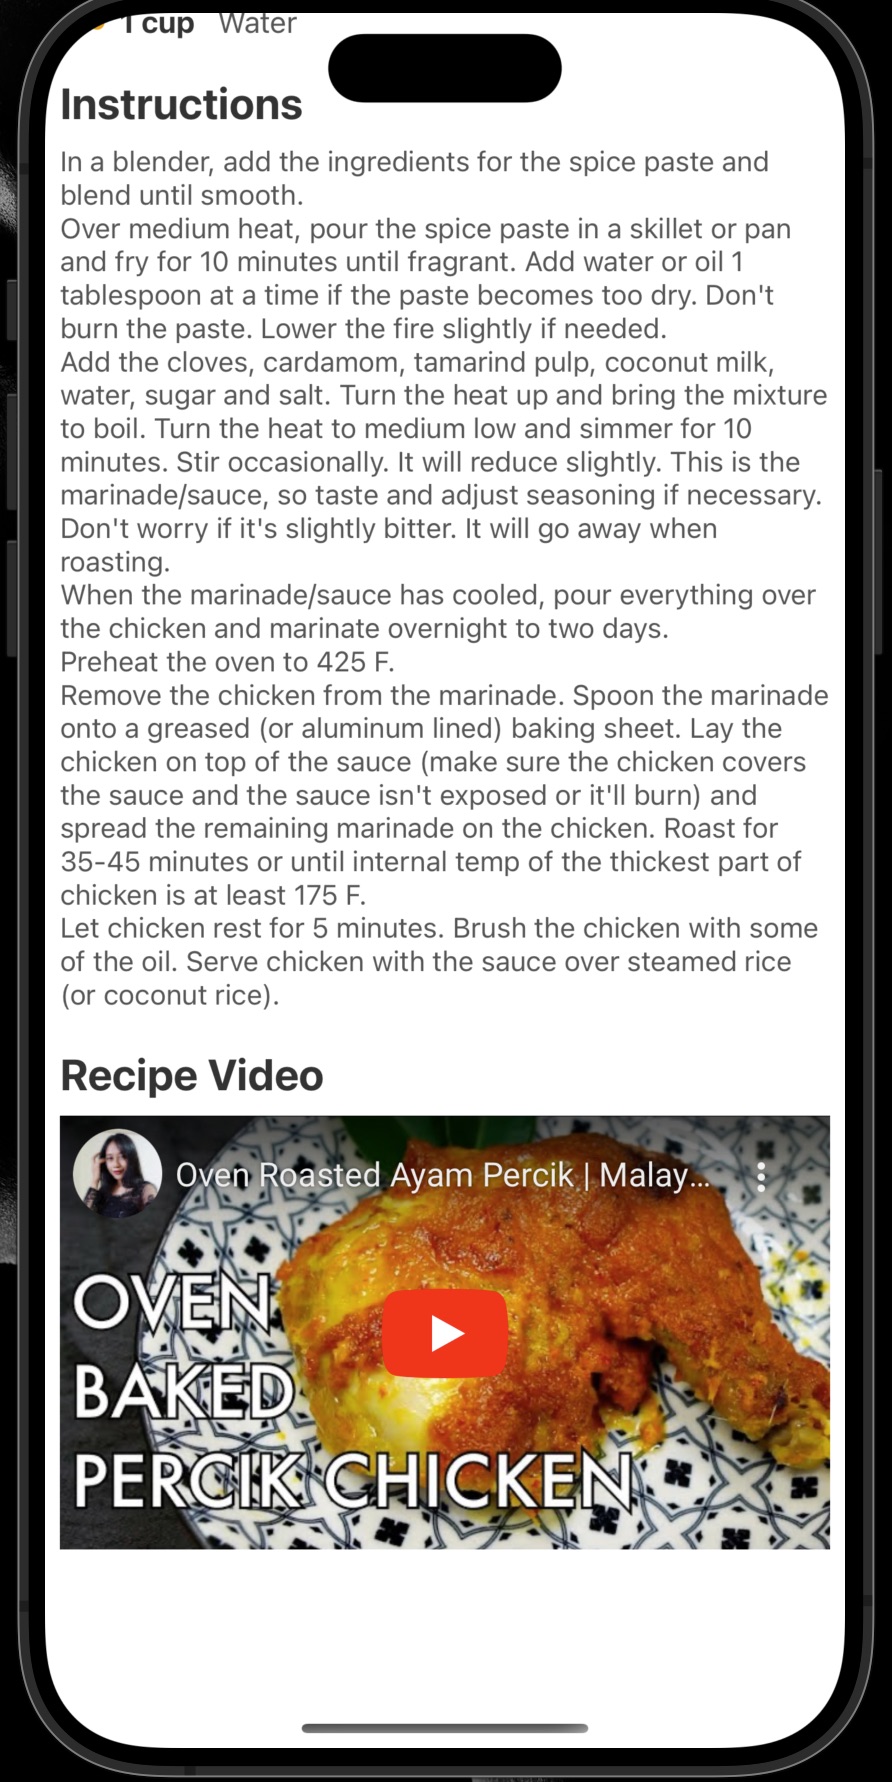 1 cup Water
Instructions
In a blender, add the ingredients for the spice paste and
blend until smooth.
Over medium heat, pour the spice paste in a skillet or pan
and fry for 10 minutes until fragrant. Add water or oil 1
tablespoon at a time if the paste becomes too dry. Don't
burn the paste. Lower the fire slightly if needed.
Add the cloves, cardamom, tamarind pulp, coconut milk,
water, sugar and salt. Turn the heat up and bring the mixture
to boil. Turn the heat to medium low and simmer for 10
minutes. Stir occasionally. It will reduce slightly. This is the
marinade/sauce, so taste and adjust seasoning if necessary.
Don't worry if it's slightly bitter. It will go away when
roasting.
When the marinade/sauce has cooled, pour everything over
the chicken and marinate overnight to two days.
Preheat the oven to 425 F.
Remove the chicken from the marinade. Spoon the marinade
onto a greased (or aluminum lined) baking sheet. Lay the
chicken on top of the sauce (make sure the chicken covers
the sauce and the sauce isn't exposed or it'll burn) and
spread the remaining marinade on the chicken. Roast for
35-45 minutes or until internal temp of the thickest part of
chicken is at least 175 F.
Let chicken rest for 5 minutes. Brush the chicken with some
of the oil. Serve chicken with the sauce over steamed rice
(or coconut rice).
Recipe Video
Oven Roasted Ayam Percik | Malay...
OVEN
BAKED
PERCIK CHICKEN